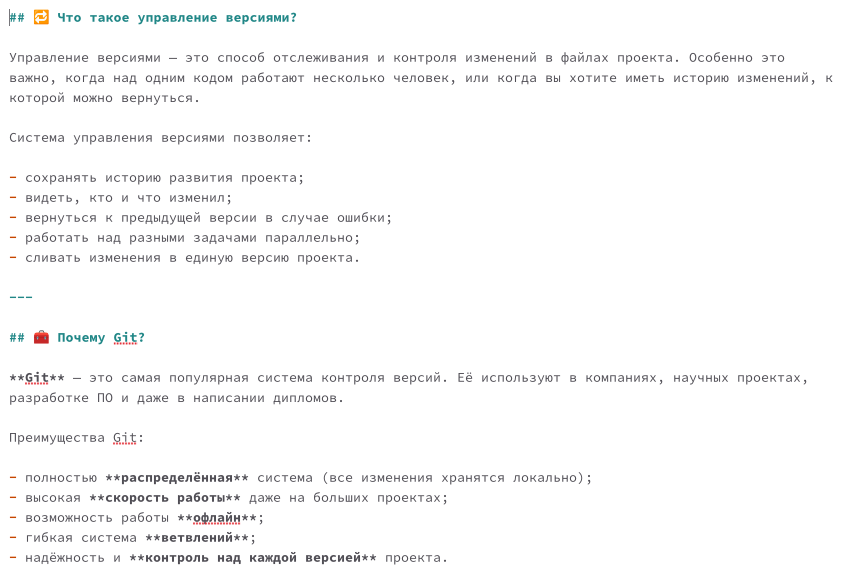 ## 🔁 Что такое управление версиями?
Управление версиями — это способ отслеживания и контроля изменений в файлах проекта. Особенно это
важно, когда над одним кодом работают несколько человек, или когда вы хотите иметь историю изменений, к
которой можно вернуться.
Система управления версиями позволяет:
- сохранять историю развития проекта;
- видеть, кто и что изменил;
- вернуться к предыдущей версии в случае ошибки;
- работать над разными задачами параллельно;
- сливать изменения в единую версию проекта.
---
## 🧰 Почему Git?
**Git** — это самая популярная система контроля версий. Её используют в компаниях, научных проектах,
разработке ПО и даже в написании дипломов.
Преимущества Git:
- полностью **распределённая** система (все изменения хранятся локально);
- высокая **скорость работы** даже на больших проектах;
- возможность работы **офлайн**;
- гибкая система **ветвлений**;
- надёжность и **контроль над каждой версией** проекта.